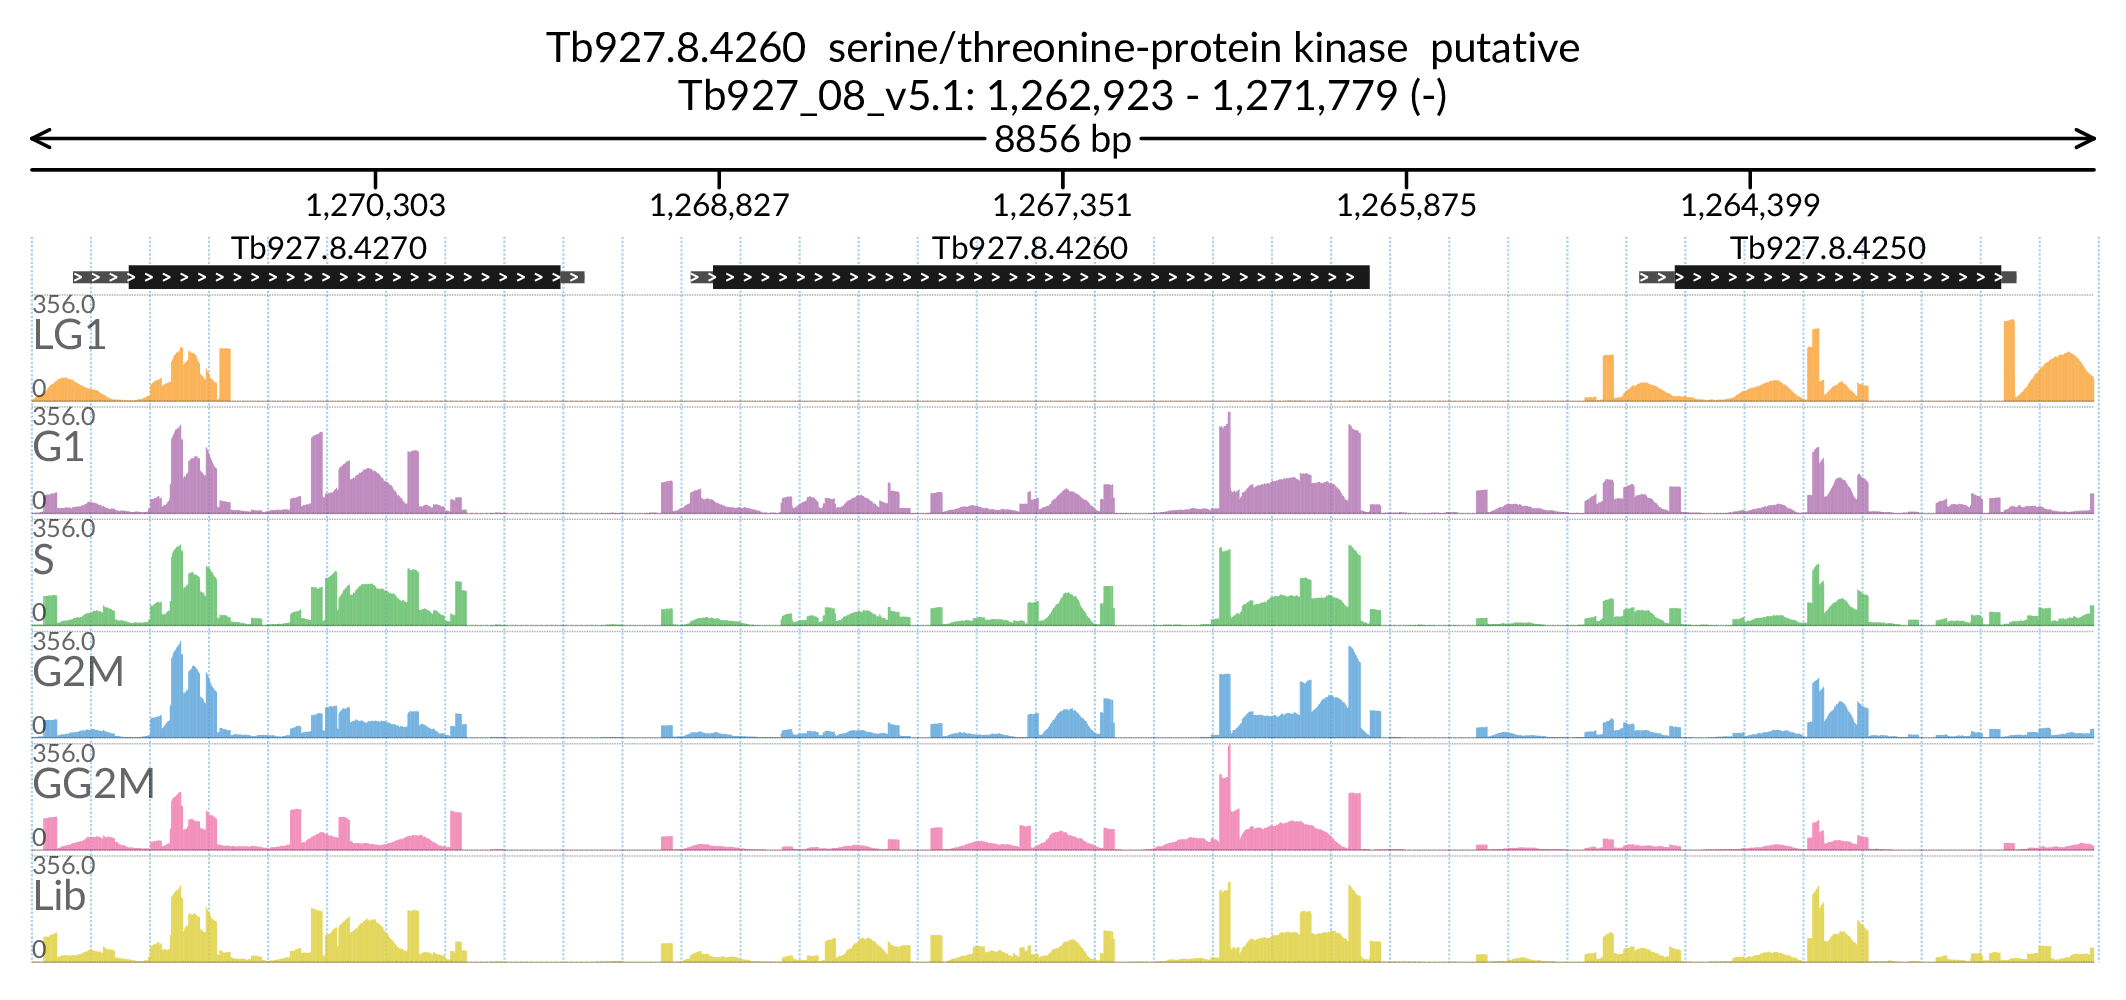 Tb927.8.4260  serine/threonine-protein kinase  putative
Tb927_08_v5.1: 1,262,923 - 1,271,779 (-)
8856 bp
1,270,303 1,268,827 1,267,351 1,265,875 1,264,399
Tb927.8.4270 Tb927.8.4260 Tb927.8.4250
356.0
LG1
0
356.0
G1
0
356.0
S
0
356.0
G2M
0
356.0
GG2M
0
356.0
Lib
0